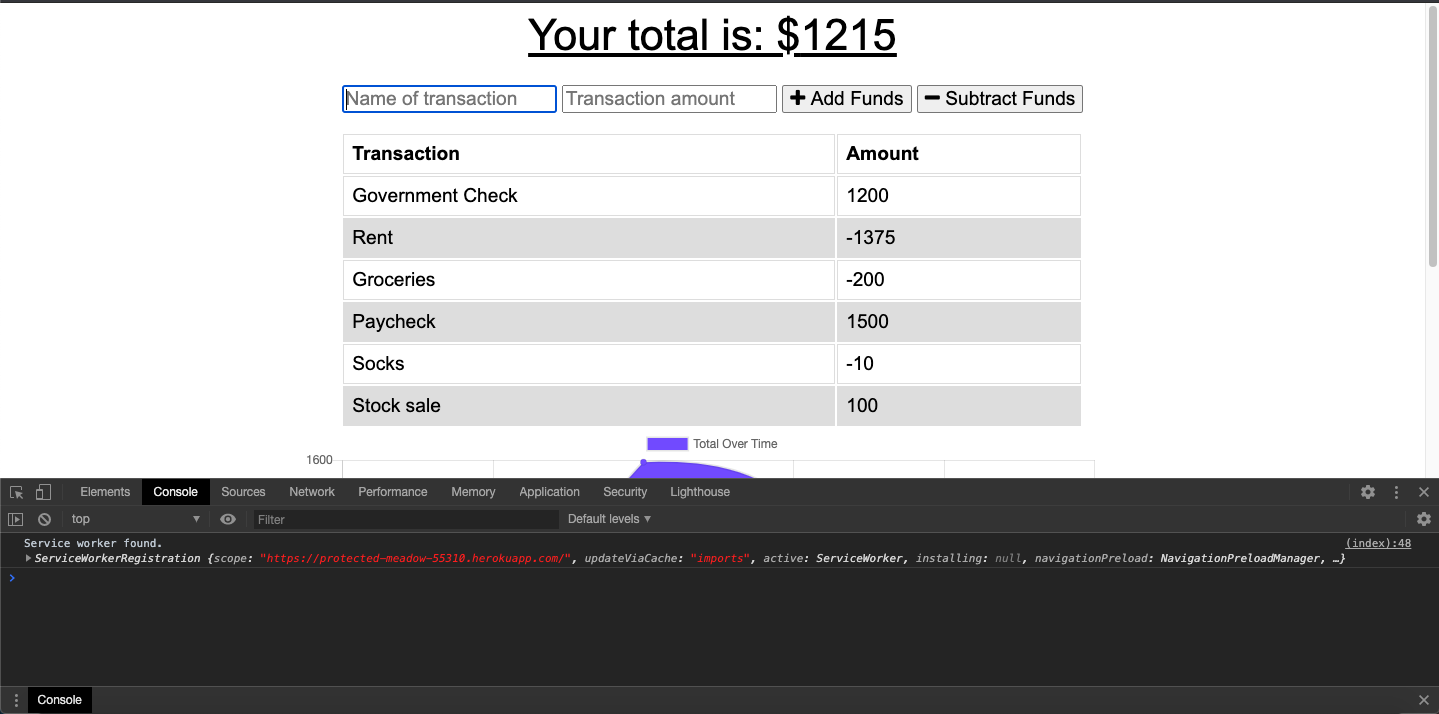 Your total is: $1215
Name of transaction Transaction amount + Add Funds − Subtract Funds
Transaction Amount
Government Check 1200
Rent -1375
Groceries -200
Paycheck 1500
Socks -10
Stock sale 100
Total Over Time
1600
Elements Console Sources Network Performance Memory Application Security Lighthouse
top Filter Default levels
Service worker found. (index):48
ServiceWorkerRegistration {scope: "https://protected-meadow-55310.herokuapp.com/", updateViaCache: "imports", active: ServiceWorker, installing: null, navigationPreload: NavigationPreloadManager, …}
Console